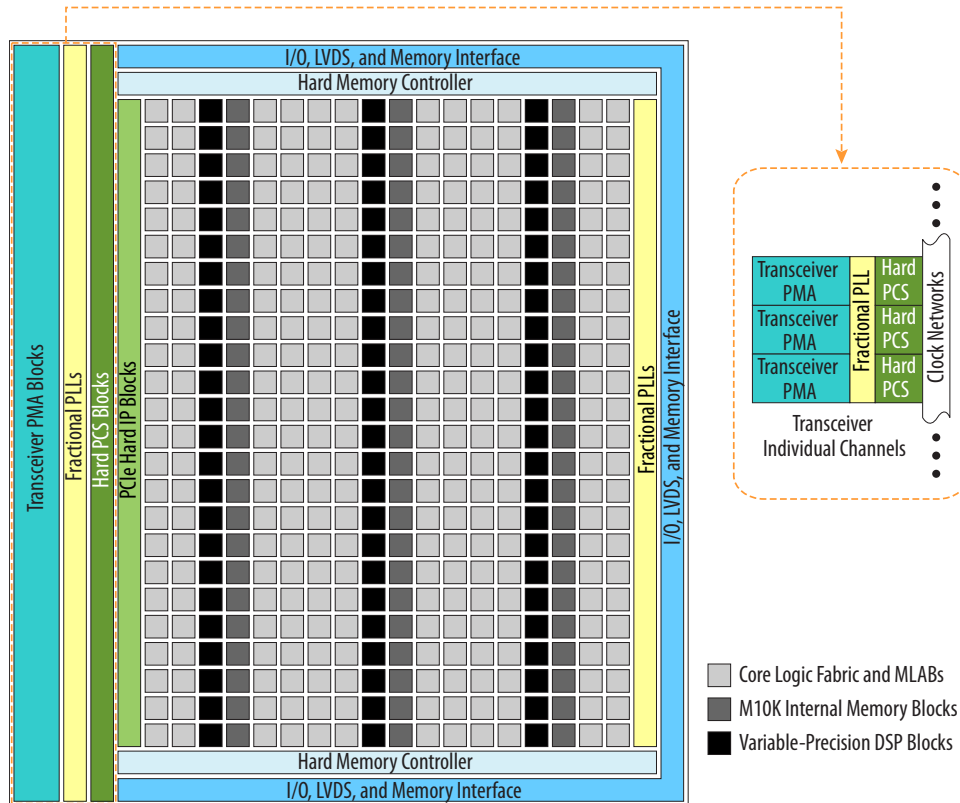 I/O, LVDS, and Memory Interface
Hard Memory Controller
Transceiver PMA Blocks
Fractional PLLs
Hard PCS Blocks
PCIe Hard IP Blocks
Fractional PLLs
I/O, LVDS, and Memory Interface
Hard Memory Controller
I/O, LVDS, and Memory Interface
Transceiver
PMA
Transceiver
PMA
Transceiver
PMA
Fractional PLL
Hard
PCS
Hard
PCS
Hard
PCS
Clock Networks
Transceiver
Individual Channels
Core Logic Fabric and MLABs
M10K Internal Memory Blocks
Variable-Precision DSP Blocks